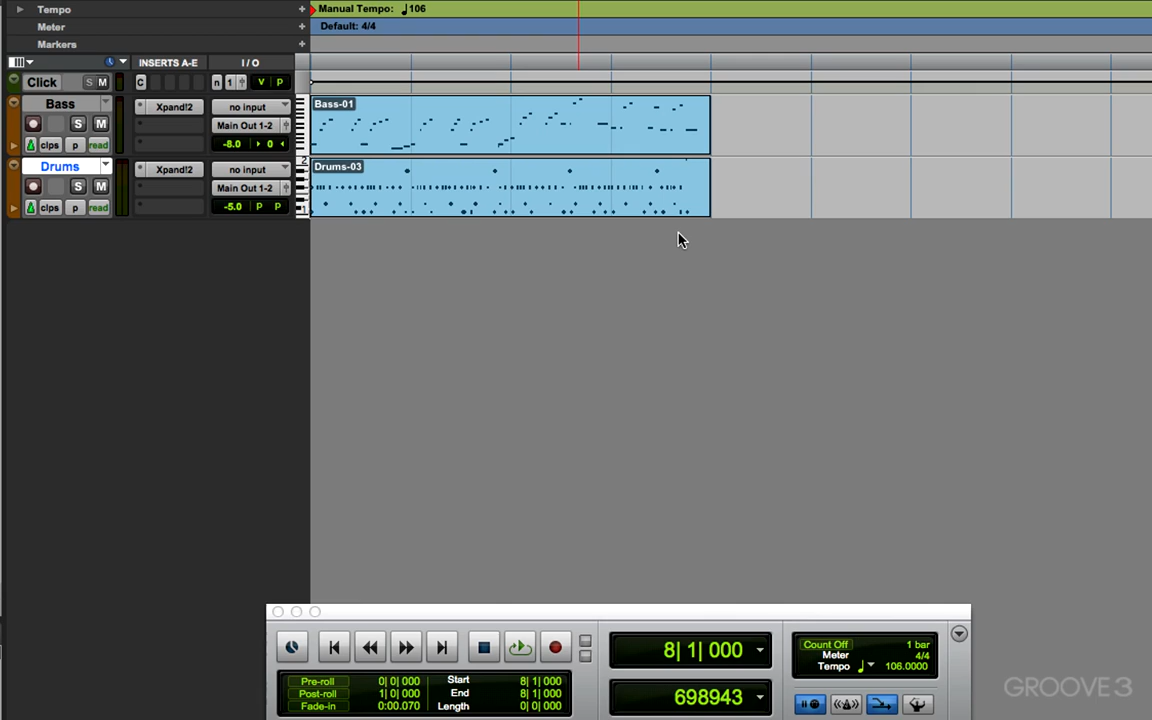 Tempo + Manual Tempo: ♩106
Meter Default: 4/4
Markers +
INSERTS A-E I / O
Click S M C n 1 V P
Bass Xpand!2 no input Bass-01
S M Main Out 1-2
clps p read -8.0 0
Drums Xpand!2 no input 2 Drums-03
S M Main Out 1-2
clps p read -5.0 P P 1
8| 1| 000 Count Off 1 bar
Meter 4/4
Tempo 106.0000
Pre-roll 0| 0| 000 Start 8| 1| 000
Post-roll 1| 0| 000 End 8| 1| 000
Fade-in 0:00.070 Length 0| 0| 000
698943
GROOVE 3